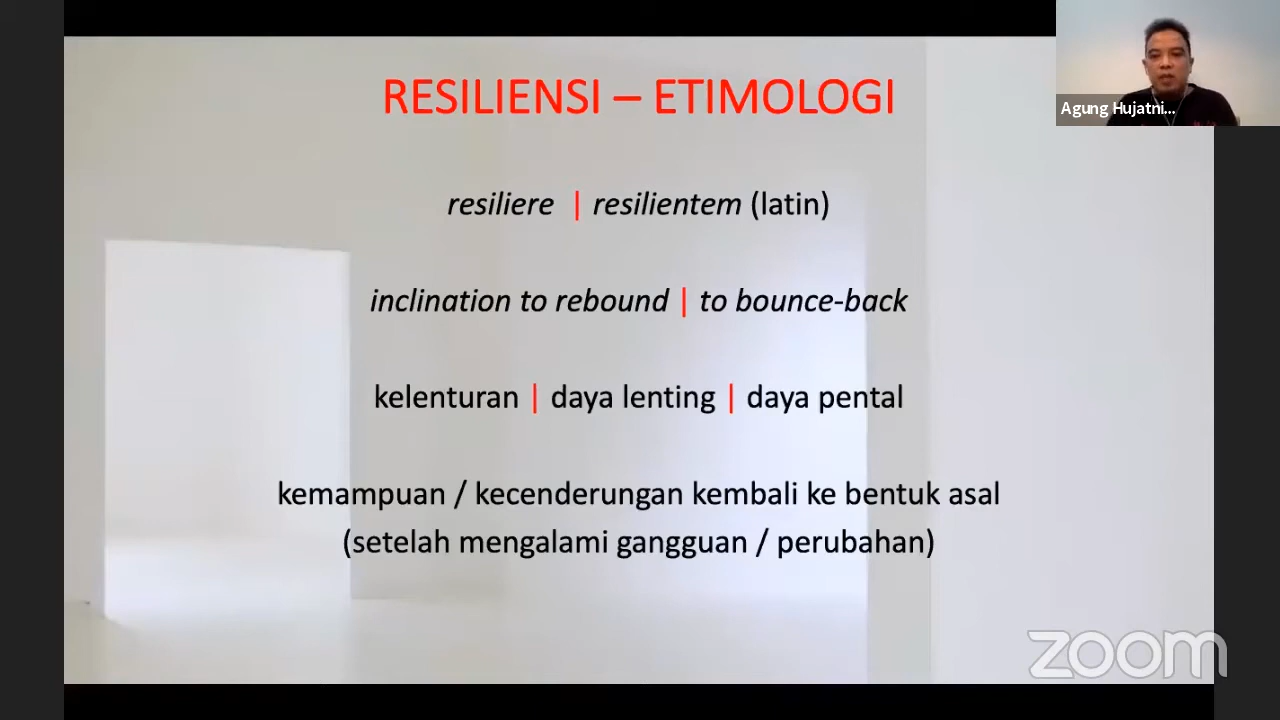 RESILIENSI – ETIMOLOGI
Agung Hujatni...
resiliere | resilientem (latin)
inclination to rebound | to bounce-back
kelenturan | daya lenting | daya pental
kemampuan / kecenderungan kembali ke bentuk asal
(setelah mengalami gangguan / perubahan)
zoom